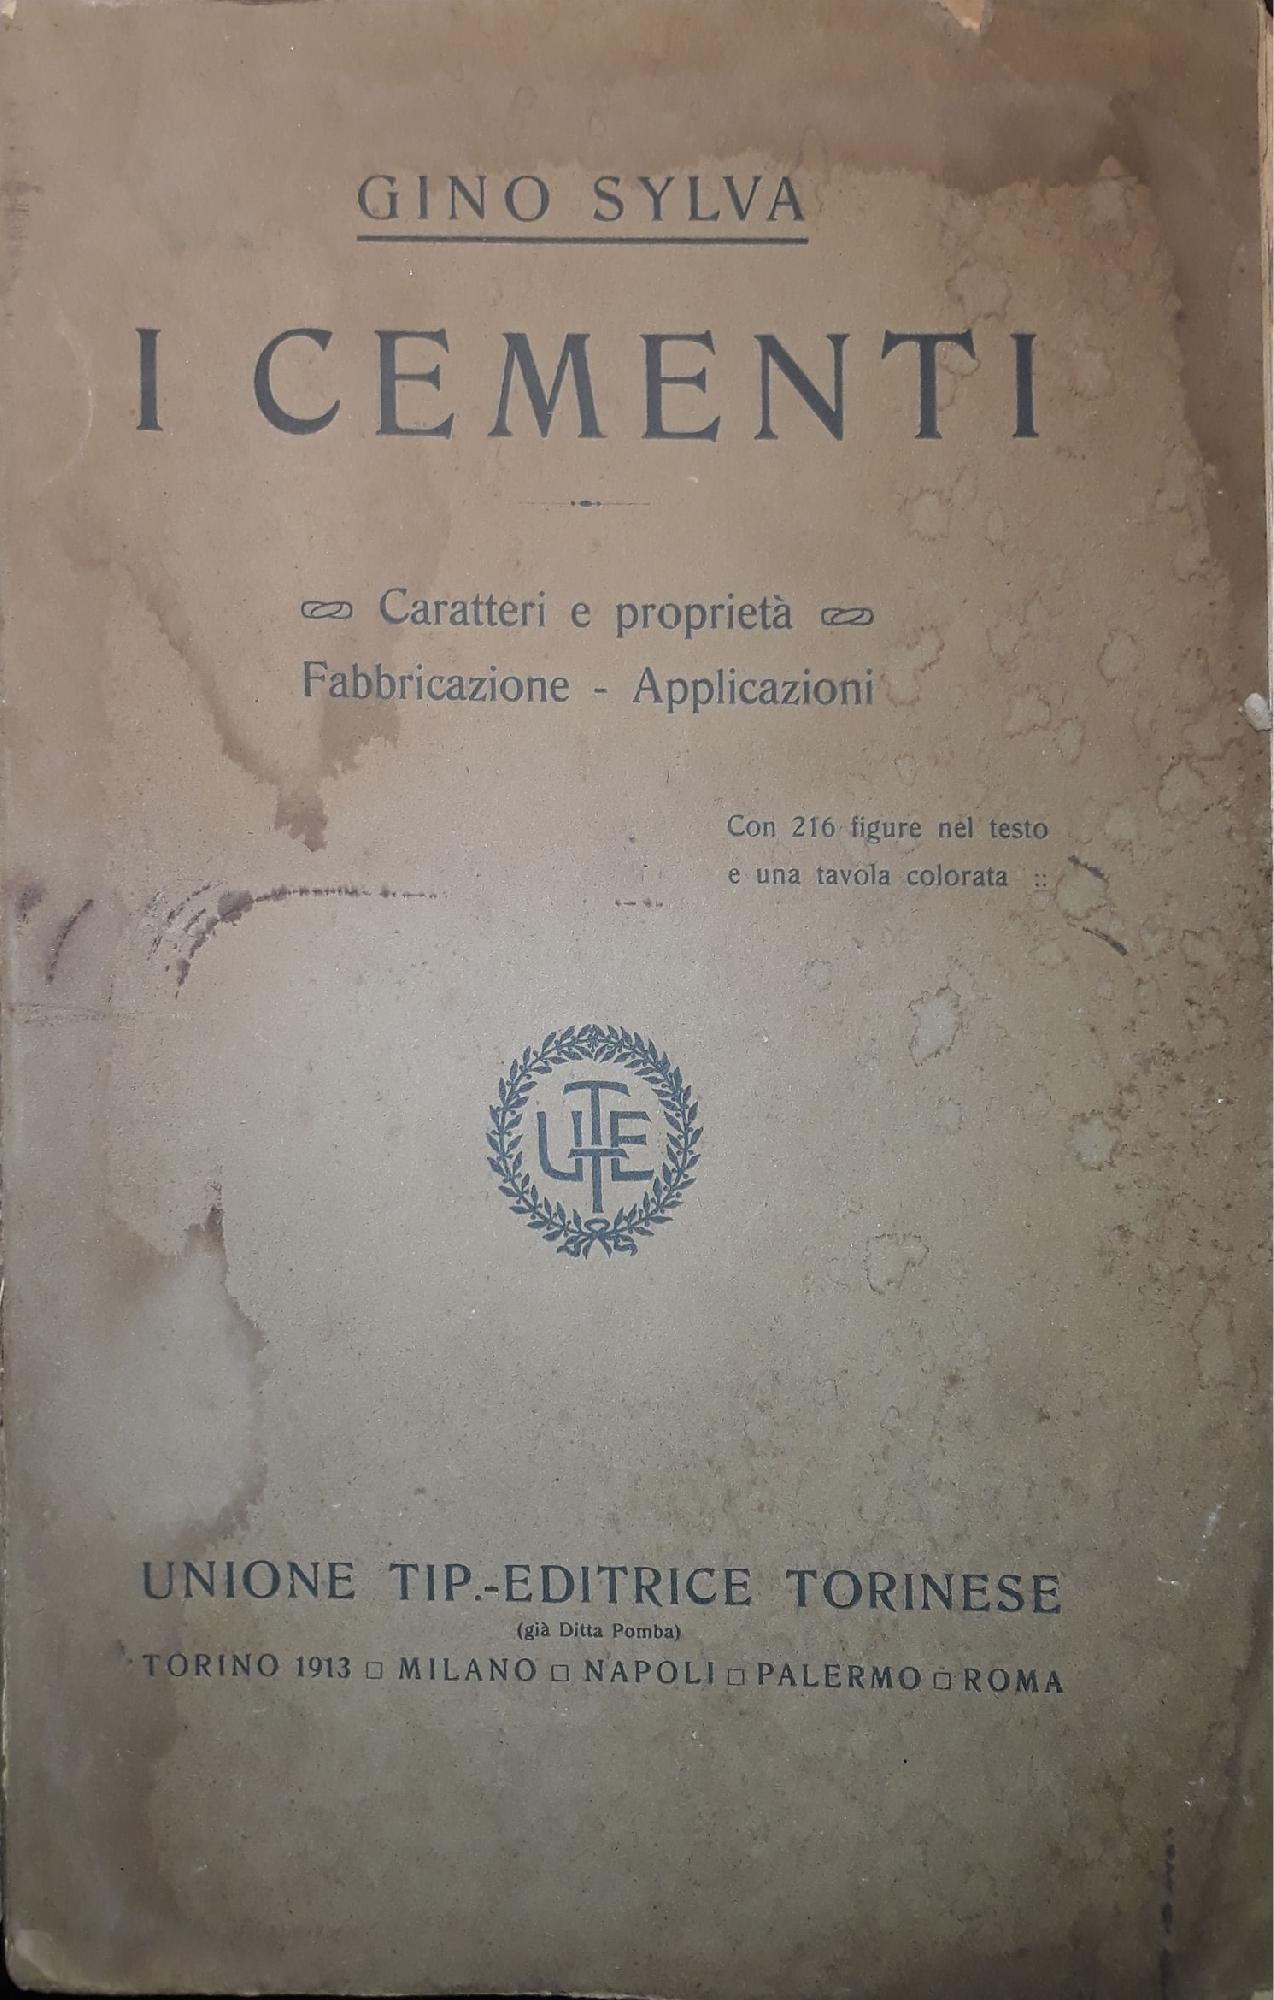 GINO SYLVA
I CEMENTI
Caratteri e proprietà
Fabbricazione - Applicazioni
Con 216 figure nel testo
e una tavola colorata ::
UTET
UNIONE TIP.-EDITRICE TORINESE
(già Ditta Pomba)
TORINO 1913 □ MILANO □ NAPOLI □ PALERMO □ ROMA